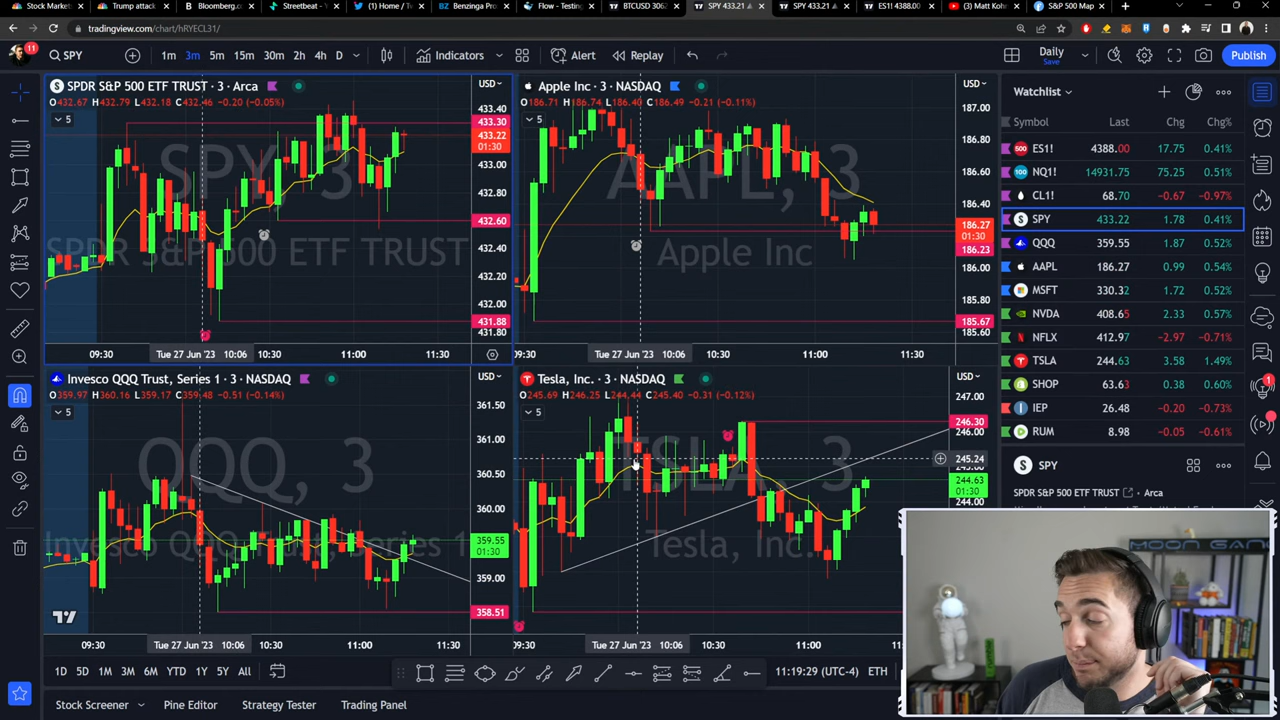 Stock Market
Trump attack
Bloomberg.c
Streetbeat -
(1) Home / Tw
Benzinga Pro
Flow - Testing
BTCUSD 3062
SPY 433.21
SPY 433.21
ES1! 4388.00
(3) Matt Kohr
S&P 500 Map
tradingview.com/chart/hRYECL31/
11
SPY
1m
3m
5m
15m
30m
2h
4h
D
Indicators
Alert
Replay
Daily
Save
Publish
SPDR S&P 500 ETF TRUST · 3 · Arca
O432.67 H432.79 L432.18 C432.46 -0.20 (-0.05%)
5
USD
433.40
433.30
433.22
01:30
433.00
432.80
432.60
432.40
432.20
432.00
431.88
431.80
SPY, 3
SPDR S&P 500 ETF TRUST
09:30
Tue 27 Jun '23 10:06
10:30
11:00
11:30
Apple Inc · 3 · NASDAQ
O186.71 H186.74 L186.40 C186.49 -0.21 (-0.11%)
5
USD
187.00
186.80
186.60
186.40
186.27
01:30
186.23
186.00
185.80
185.67
185.60
AAPL, 3
Apple Inc
09:30
Tue 27 Jun '23 10:06
10:30
11:00
11:30
Invesco QQQ Trust, Series 1 · 3 · NASDAQ
O359.97 H360.16 L359.17 C359.48 -0.51 (-0.14%)
5
USD
361.50
361.00
360.50
360.00
359.55
01:30
359.00
358.51
QQQ, 3
Invesco QQQ Trust, Series 1
09:30
Tue 27 Jun '23 10:06
10:30
11:00
11:30
Tesla, Inc. · 3 · NASDAQ
O245.69 H246.25 L244.44 C245.40 -0.31 (-0.12%)
5
USD
247.00
246.30
246.00
245.24
244.63
01:30
244.00
TSLA, 3
Tesla, Inc.
09:30
Tue 27 Jun '23 10:06
10:30
11:00
11:30
Watchlist
Symbol Last Chg Chg%
ES1! 4388.00 17.75 0.41%
NQ1! 14931.75 75.25 0.51%
CL1! 68.70 -0.67 -0.97%
SPY 433.22 1.78 0.41%
QQQ 359.55 1.87 0.52%
AAPL 186.27 0.99 0.54%
MSFT 330.32 1.72 0.52%
NVDA 408.65 2.33 0.57%
NFLX 412.97 -2.97 -0.71%
TSLA 244.63 3.58 1.49%
SHOP 63.63 0.38 0.60%
IEP 26.48 -0.20 -0.73%
RUM 8.98 -0.05 -0.61%
SPY
SPDR S&P 500 ETF TRUST · Arca
MOON GANG
1D
5D
1M
3M
6M
YTD
1Y
5Y
All
11:19:29 (UTC-4)
ETH
Stock Screener
Pine Editor
Strategy Tester
Trading Panel